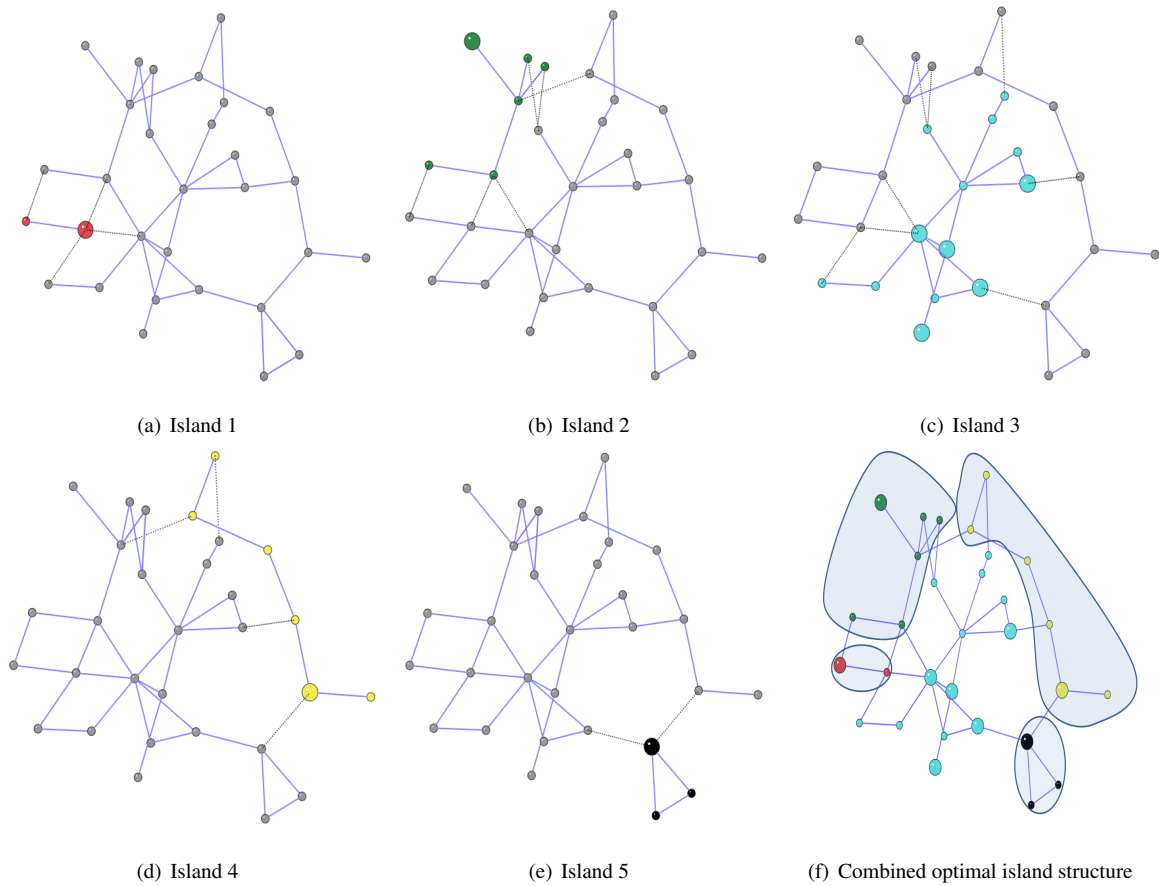 (a) Island 1
(b) Island 2
(c) Island 3
(d) Island 4
(e) Island 5
(f) Combined optimal island structure